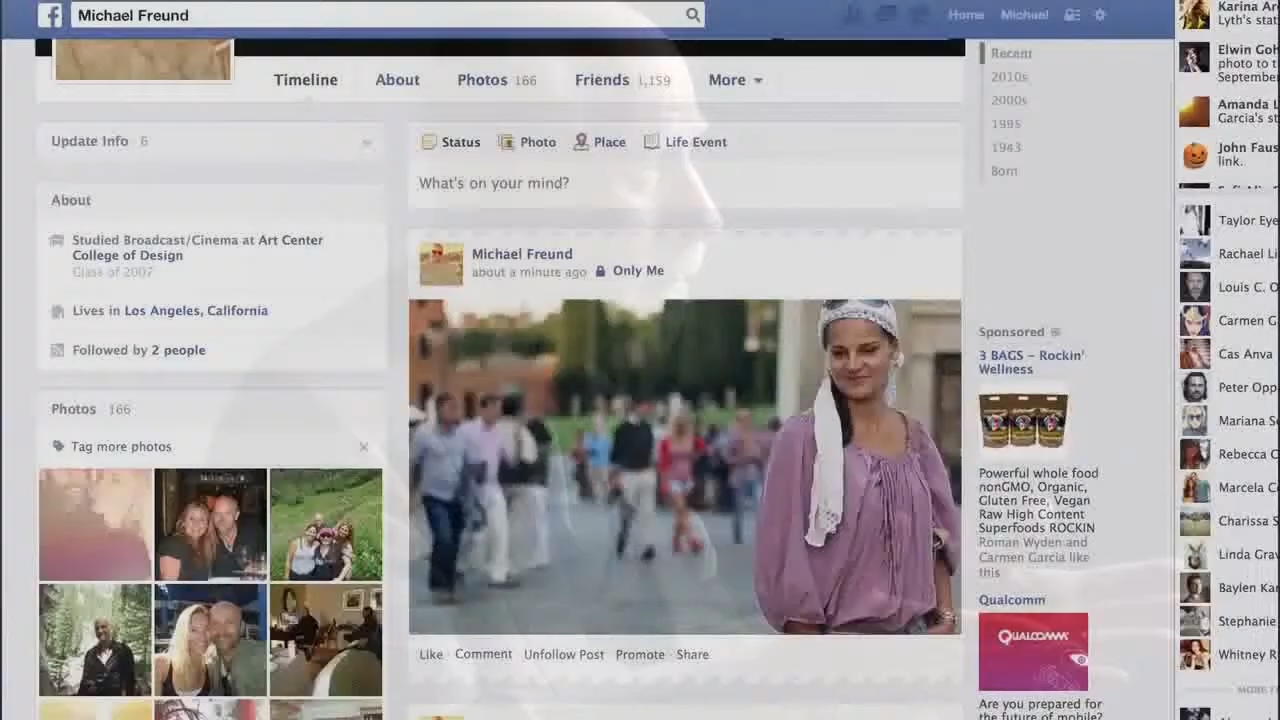 Michael Freund
Home Michael
Timeline About Photos 166 Friends 1,159 More
Update Info 6
About
Studied Broadcast/Cinema at Art Center
College of Design
Class of 2007
Lives in Los Angeles, California
Followed by 2 people
Photos 166
Tag more photos
Status Photo Place Life Event
What's on your mind?
Michael Freund
about a minute ago Only Me
Like Comment Unfollow Post Promote Share
Recent
2010s
2000s
1995
1943
Born
Sponsored
3 BAGS – Rockin'
Wellness
Powerful whole food
nonGMO, Organic,
Gluten Free, Vegan
Raw High Content
Superfoods ROCKIN
Roman Wyden and
Carmen Garcia like
this
Qualcomm
QUALCOMM
Are you prepared for
the future of mobile?
Karina Ar
Lyth's stat
Elwin Goh
photo to t
September
Amanda L
Garcia's st
John Faus
link.
Taylor Eye
Rachael Li
Louis C. O
Carmen G
Cas Anva
Peter Opp
Mariana S
Rebecca C
Marcela C
Charissa
Linda Gra
Baylen Ka
Stephanie
Whitney R
MORE F